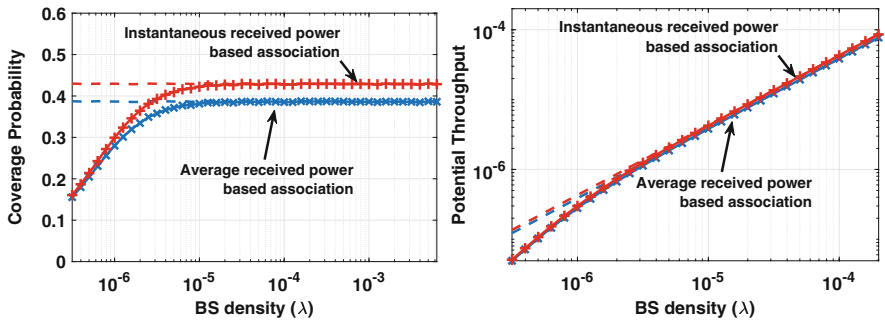 0.6
0.5
0.4
0.3
0.2
0.1
0
Coverage Probability
Instantaneous received power
based association
Average received power
based association
10^-6
10^-5
10^-4
10^-3
BS density (λ)
10^-4
10^-6
Potential Throughput
Instantaneous received power
based association
Average received power
based association
10^-6
10^-5
10^-4
BS density (λ)